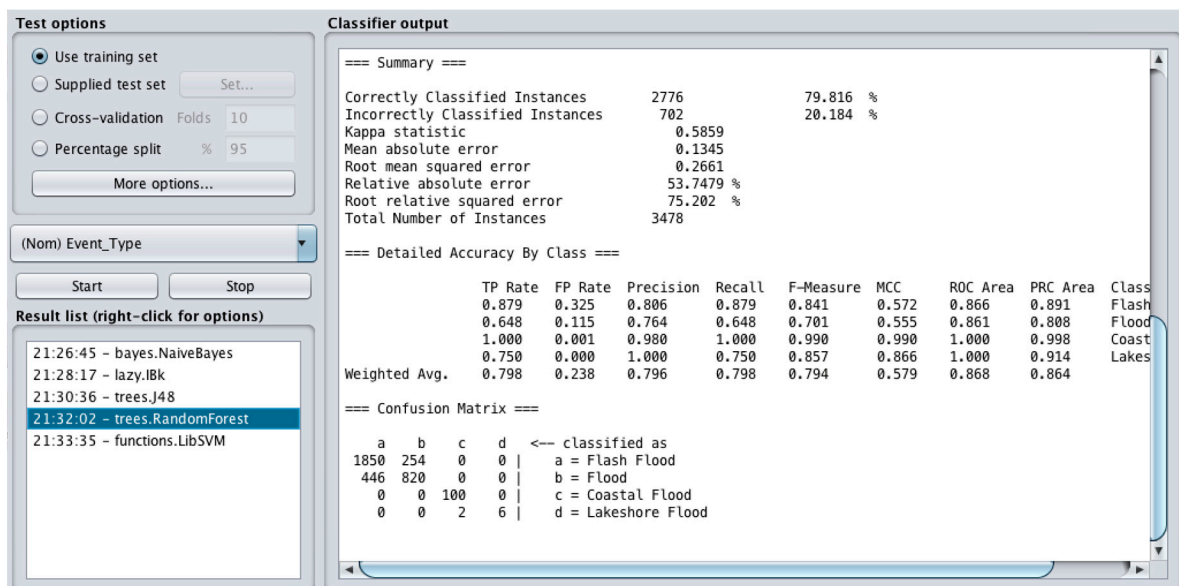 Test options
Use training set
Supplied test set Set...
Cross-validation Folds 10
Percentage split % 95
More options...
(Nom) Event_Type
Start Stop
Result list (right-click for options)
21:26:45 - bayes.NaiveBayes
21:28:17 - lazy.IBk
21:30:36 - trees.J48
21:32:02 - trees.RandomForest
21:33:35 - functions.LibSVM
Classifier output
=== Summary ===
Correctly Classified Instances 2776 79.816 %
Incorrectly Classified Instances 702 20.184 %
Kappa statistic 0.5859
Mean absolute error 0.1345
Root mean squared error 0.2661
Relative absolute error 53.7479 %
Root relative squared error 75.202 %
Total Number of Instances 3478
=== Detailed Accuracy By Class ===
TP Rate FP Rate Precision Recall F-Measure MCC ROC Area PRC Area Class
0.879 0.325 0.806 0.879 0.841 0.572 0.866 0.891 Flash
0.648 0.115 0.764 0.648 0.701 0.555 0.861 0.808 Flood
1.000 0.001 0.980 1.000 0.990 0.990 1.000 0.998 Coast
0.750 0.000 1.000 0.750 0.857 0.866 1.000 0.914 Lakes
Weighted Avg. 0.798 0.238 0.796 0.798 0.794 0.579 0.868 0.864
=== Confusion Matrix ===
a b c d <-- classified as
1850 254 0 0 | a = Flash Flood
446 820 0 0 | b = Flood
0 0 100 0 | c = Coastal Flood
0 0 2 6 | d = Lakeshore Flood